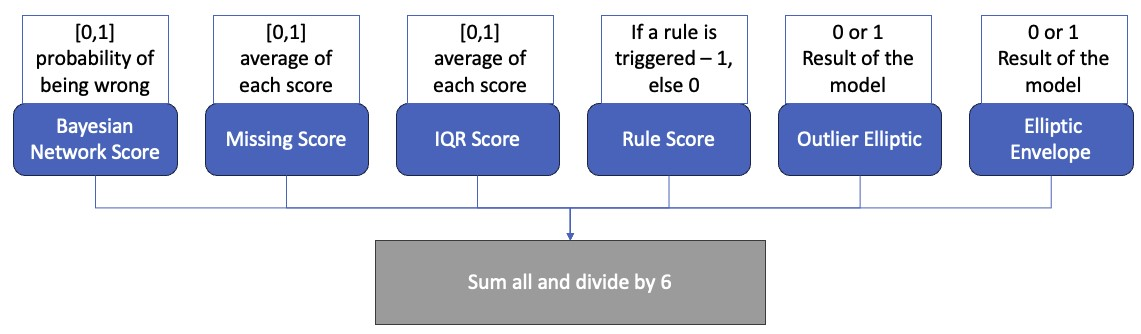 [0,1]
probability of
being wrong
[0,1]
average of
each score
[0,1]
average of
each score
If a rule is
triggered – 1,
else 0
0 or 1
Result of the
model
0 or 1
Result of the
model
Bayesian
Network Score
Missing Score
IQR Score
Rule Score
Outlier Elliptic
Elliptic
Envelope
Sum all and divide by 6